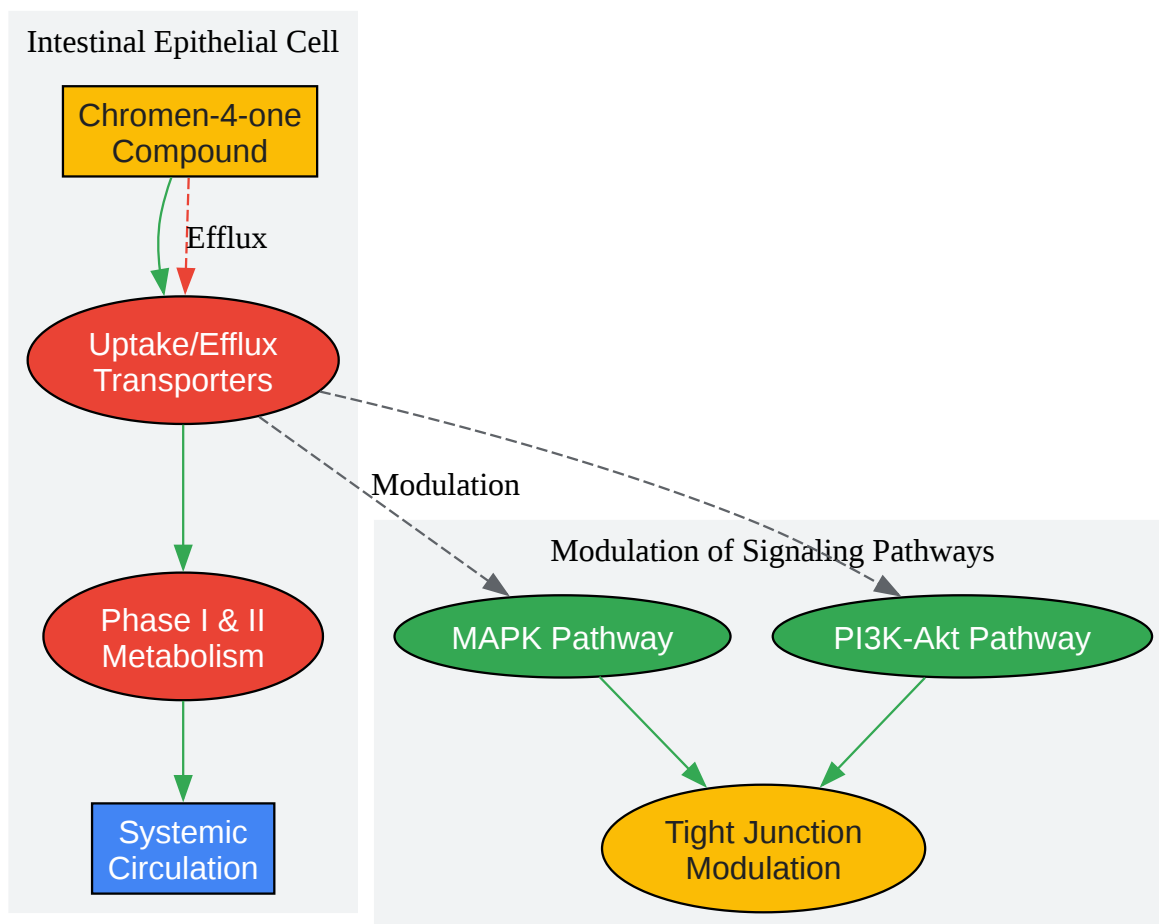 Intestinal Epithelial Cell
Chromen-4-one
Compound
Efflux
Uptake/Efflux
Transporters
Modulation
Modulation of Signaling Pathways
Phase I & II
Metabolism
MAPK Pathway
PI3K-Akt Pathway
Systemic
Circulation
Tight Junction
Modulation